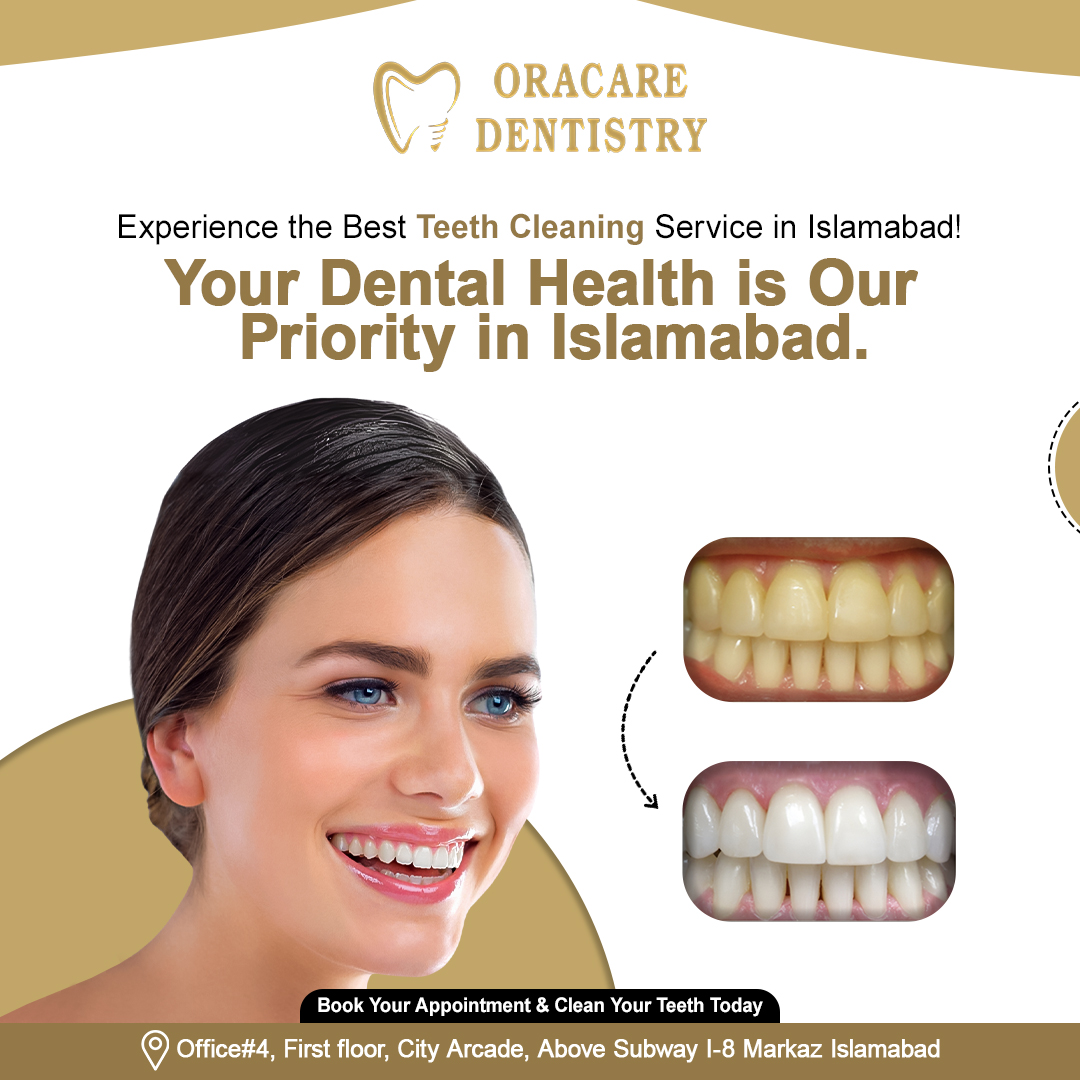 ORACARE
DENTISTRY
Experience the Best Teeth Cleaning Service in Islamabad!
Your Dental Health is Our
Priority in Islamabad.
Book Your Appointment & Clean Your Teeth Today
Office#4, First floor, City Arcade, Above Subway I-8 Markaz Islamabad